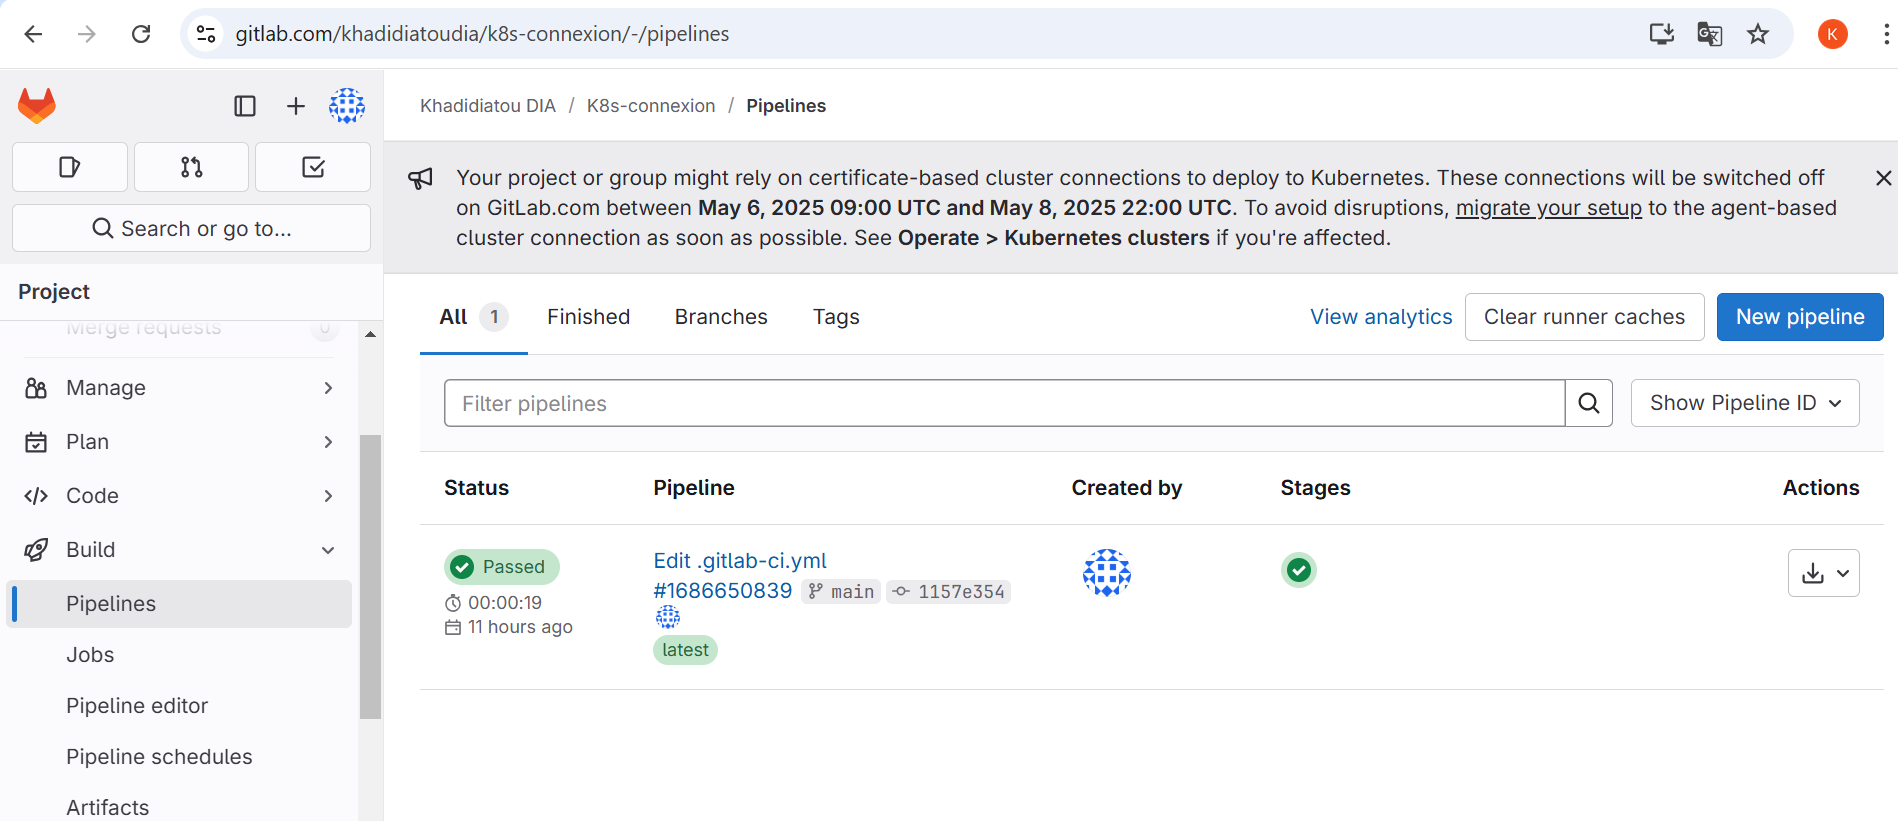 gitlab.com/khadidiatoudia/k8s-connexion/-/pipelines
K
Khadidiatou DIA / K8s-connexion / Pipelines
Your project or group might rely on certificate-based cluster connections to deploy to Kubernetes. These connections will be switched off
on GitLab.com between May 6, 2025 09:00 UTC and May 8, 2025 22:00 UTC. To avoid disruptions, migrate your setup to the agent-based
cluster connection as soon as possible. See Operate > Kubernetes clusters if you're affected.
Search or go to...
Project
Merge requests 0
Manage
Plan
Code
Build
Pipelines
Jobs
Pipeline editor
Pipeline schedules
Artifacts
All 1 Finished Branches Tags
View analytics Clear runner caches New pipeline
Filter pipelines
Show Pipeline ID
Status Pipeline Created by Stages Actions
Passed
00:00:19
11 hours ago
Edit .gitlab-ci.yml
#1686650839 main 1157e354
latest